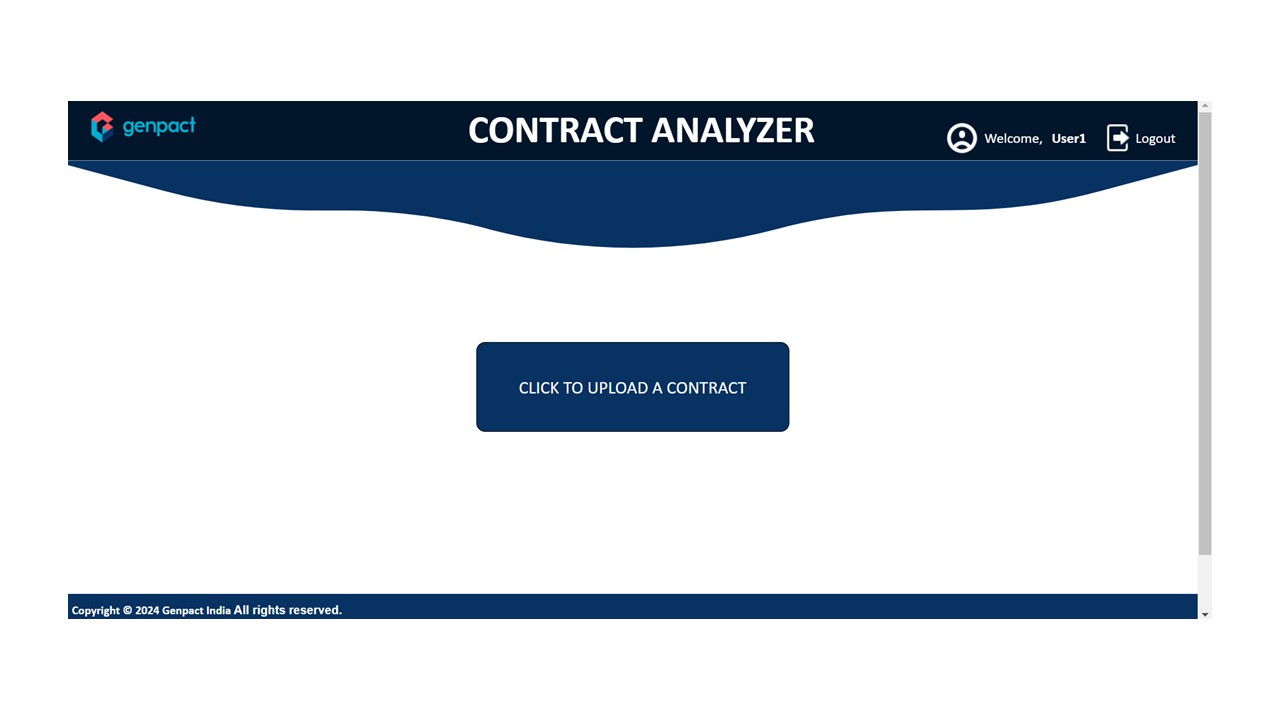 genpact
CONTRACT ANALYZER
Welcome, User1
Logout
CLICK TO UPLOAD A CONTRACT
Copyright © 2024 Genpact India All rights reserved.